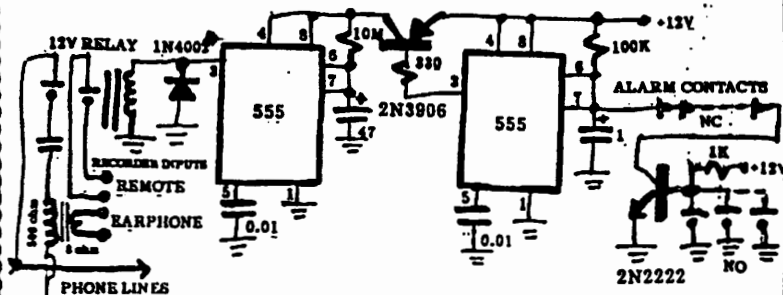 +12V
4
8
10M
4
8
12V RELAY
1N4001
100K
3
6
7
330
3
6
7
ALARM CONTACTS
555
2N3906
555
NC
47
1
1K
+12V
RECORDER INPUTS
REMOTE
EARPHONE
5
1
5
1
500 ohm
8 ohm
0.01
0.01
NO
2N2222
PHONE LINES